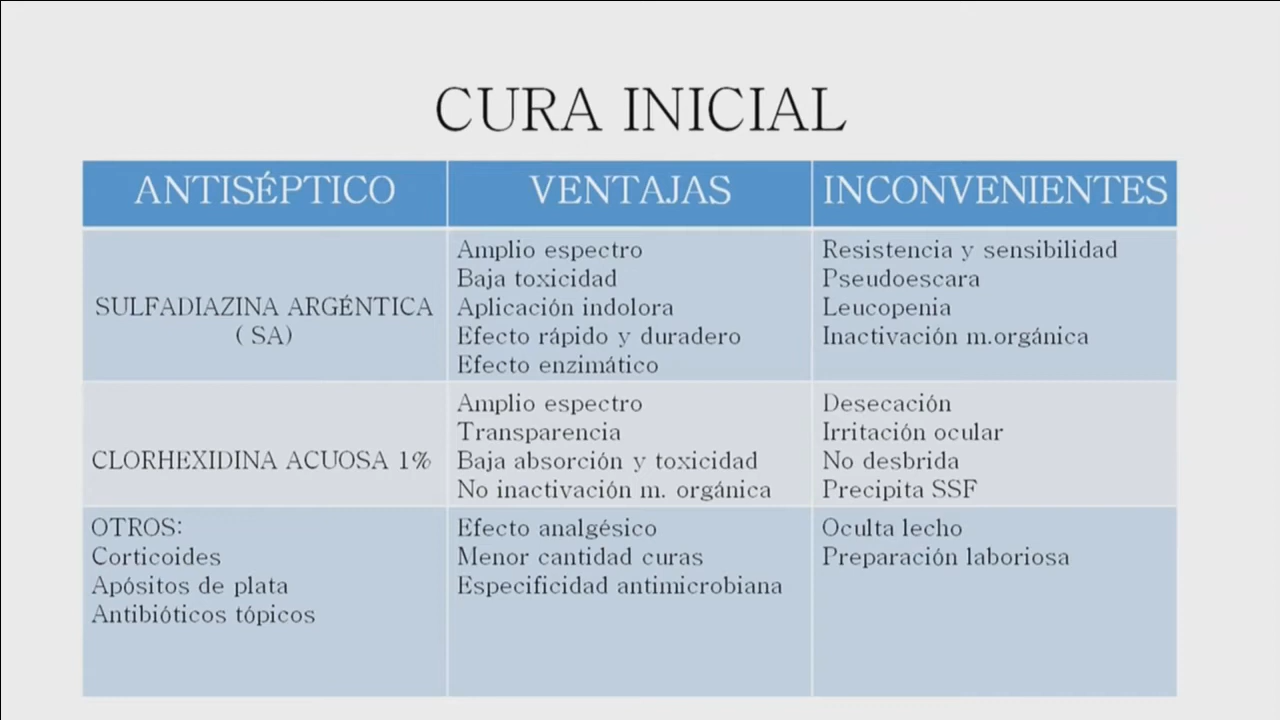 CURA INICIAL
ANTISÉPTICO
VENTAJAS
INCONVENIENTES
SULFADIAZINA ARGÉNTICA
( SA)
Amplio espectro
Baja toxicidad
Aplicación indolora
Efecto rápido y duradero
Efecto enzimático
Resistencia y sensibilidad
Pseudoescara
Leucopenia
Inactivación m.orgánica
CLORHEXIDINA ACUOSA 1%
Amplio espectro
Transparencia
Baja absorción y toxicidad
No inactivación m. orgánica
Desecación
Irritación ocular
No desbrida
Precipita SSF
OTROS:
Corticoides
Apósitos de plata
Antibióticos tópicos
Efecto analgésico
Menor cantidad curas
Especificidad antimicrobiana
Oculta lecho
Preparación laboriosa